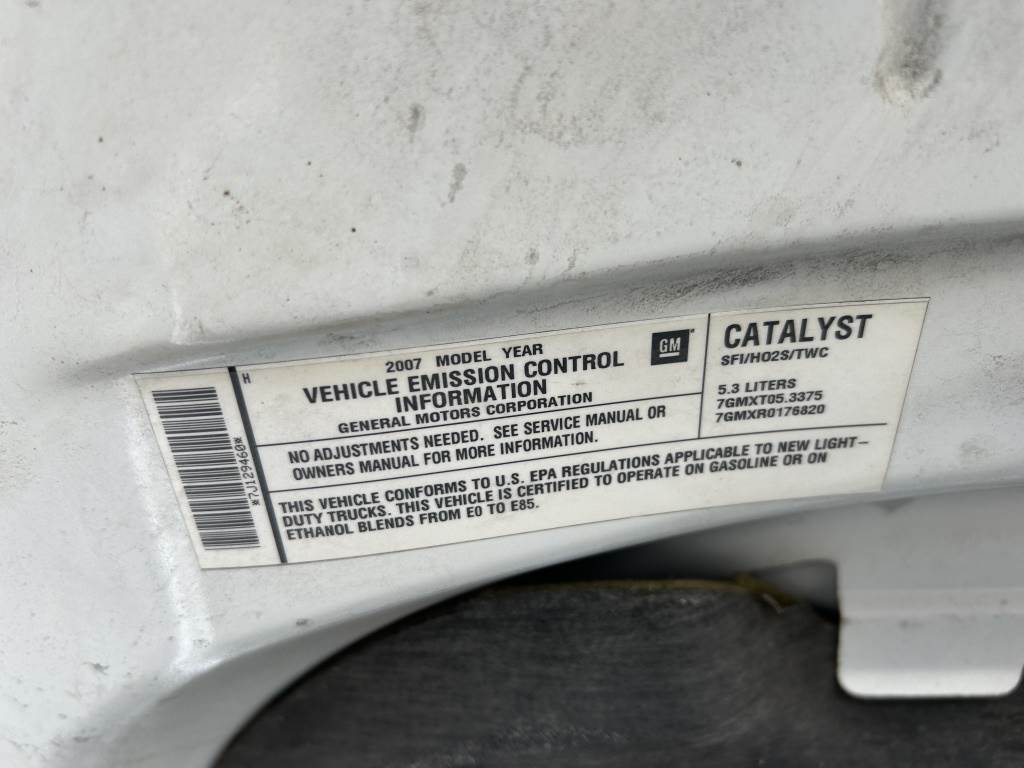 *7J129460*
H
2007 MODEL YEAR
VEHICLE EMISSION CONTROL
INFORMATION
GENERAL MOTORS CORPORATION
GM
CATALYST
SFI/HO2S/TWC
5.3 LITERS
7GMXT05.3375
7GMXR0176820
NO ADJUSTMENTS NEEDED. SEE SERVICE MANUAL OR
OWNERS MANUAL FOR MORE INFORMATION.
THIS VEHICLE CONFORMS TO U.S. EPA REGULATIONS APPLICABLE TO NEW LIGHT-
DUTY TRUCKS. THIS VEHICLE IS CERTIFIED TO OPERATE ON GASOLINE OR ON
ETHANOL BLENDS FROM E0 TO E85.